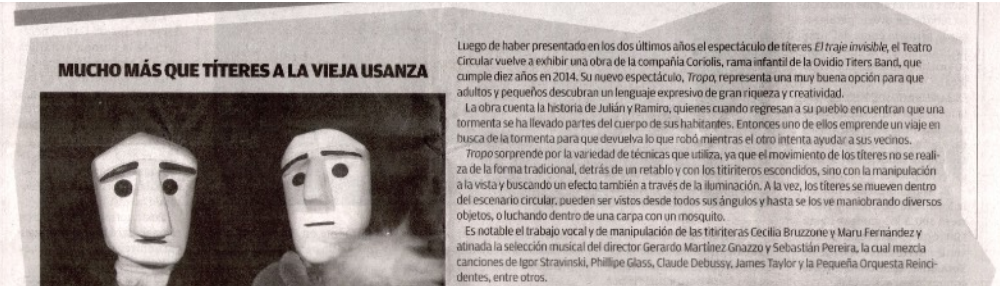 MUCHO MÁS QUE TÍTERES A LA VIEJA USANZA
Luego de haber presentado en los dos últimos años el espectáculo de títeres El traje invisible, el Teatro
Circular vuelve a exhibir una obra de la compañía Coriolis, rama infantil de la Ovidio Titers Band, que
cumple diez años en 2014. Su nuevo espectáculo, Tropo, representa una muy buena opción para que
adultos y pequeños descubran un lenguaje expresivo de gran riqueza y creatividad.
La obra cuenta la historia de Julián y Ramiro, quienes cuando regresan a su pueblo encuentran que una
tormenta se ha llevado partes del cuerpo de sus habitantes. Entonces uno de ellos emprende un viaje en
busca de la tormenta para que devuelva lo que robó mientras el otro intenta ayudar a sus vecinos.
Tropo sorprende por la variedad de técnicas que utiliza, ya que el movimiento de los títeres no se reali-
za de la forma tradicional, detrás de un retablo y con los titiriteros escondidos, sino con la manipulación
a la vista y buscando un efecto también a través de la iluminación. A la vez, los títeres se mueven dentro
del escenario circular, pueden ser vistos desde todos sus ángulos y hasta se los ve maniobrando diversos
objetos, o luchando dentro de una carpa con un mosquito.
Es notable el trabajo vocal y de manipulación de las titiriteras Cecilia Bruzzone y Maru Fernández y
atinada la selección musical del director Gerardo Martínez Gnazzo y Sebastián Pereira, la cual mezcla
canciones de Igor Stravinski, Phillipe Glass, Claude Debussy, James Taylor y la Pequeña Orquesta Reinci-
dentes, entre otros.